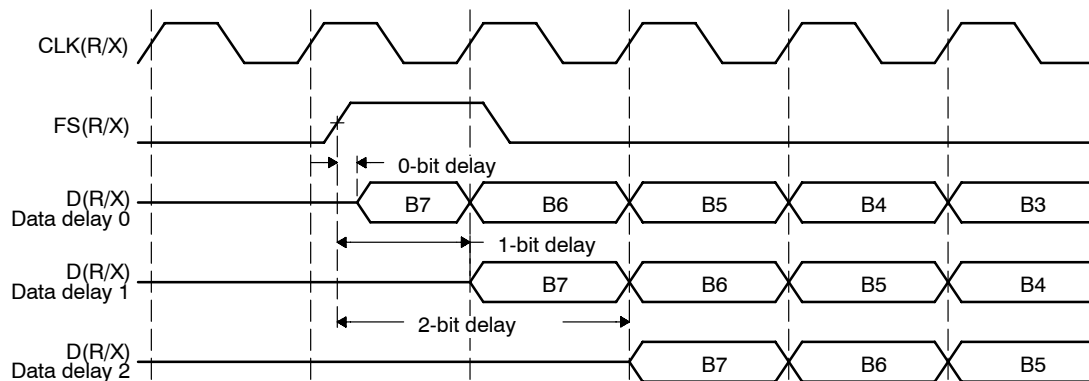 CLK(R/X)
FS(R/X)
0-bit delay
D(R/X)
Data delay 0
B7 B6 B5 B4 B3
1-bit delay
D(R/X)
Data delay 1
B7 B6 B5 B4
2-bit delay
D(R/X)
Data delay 2
B7 B6 B5